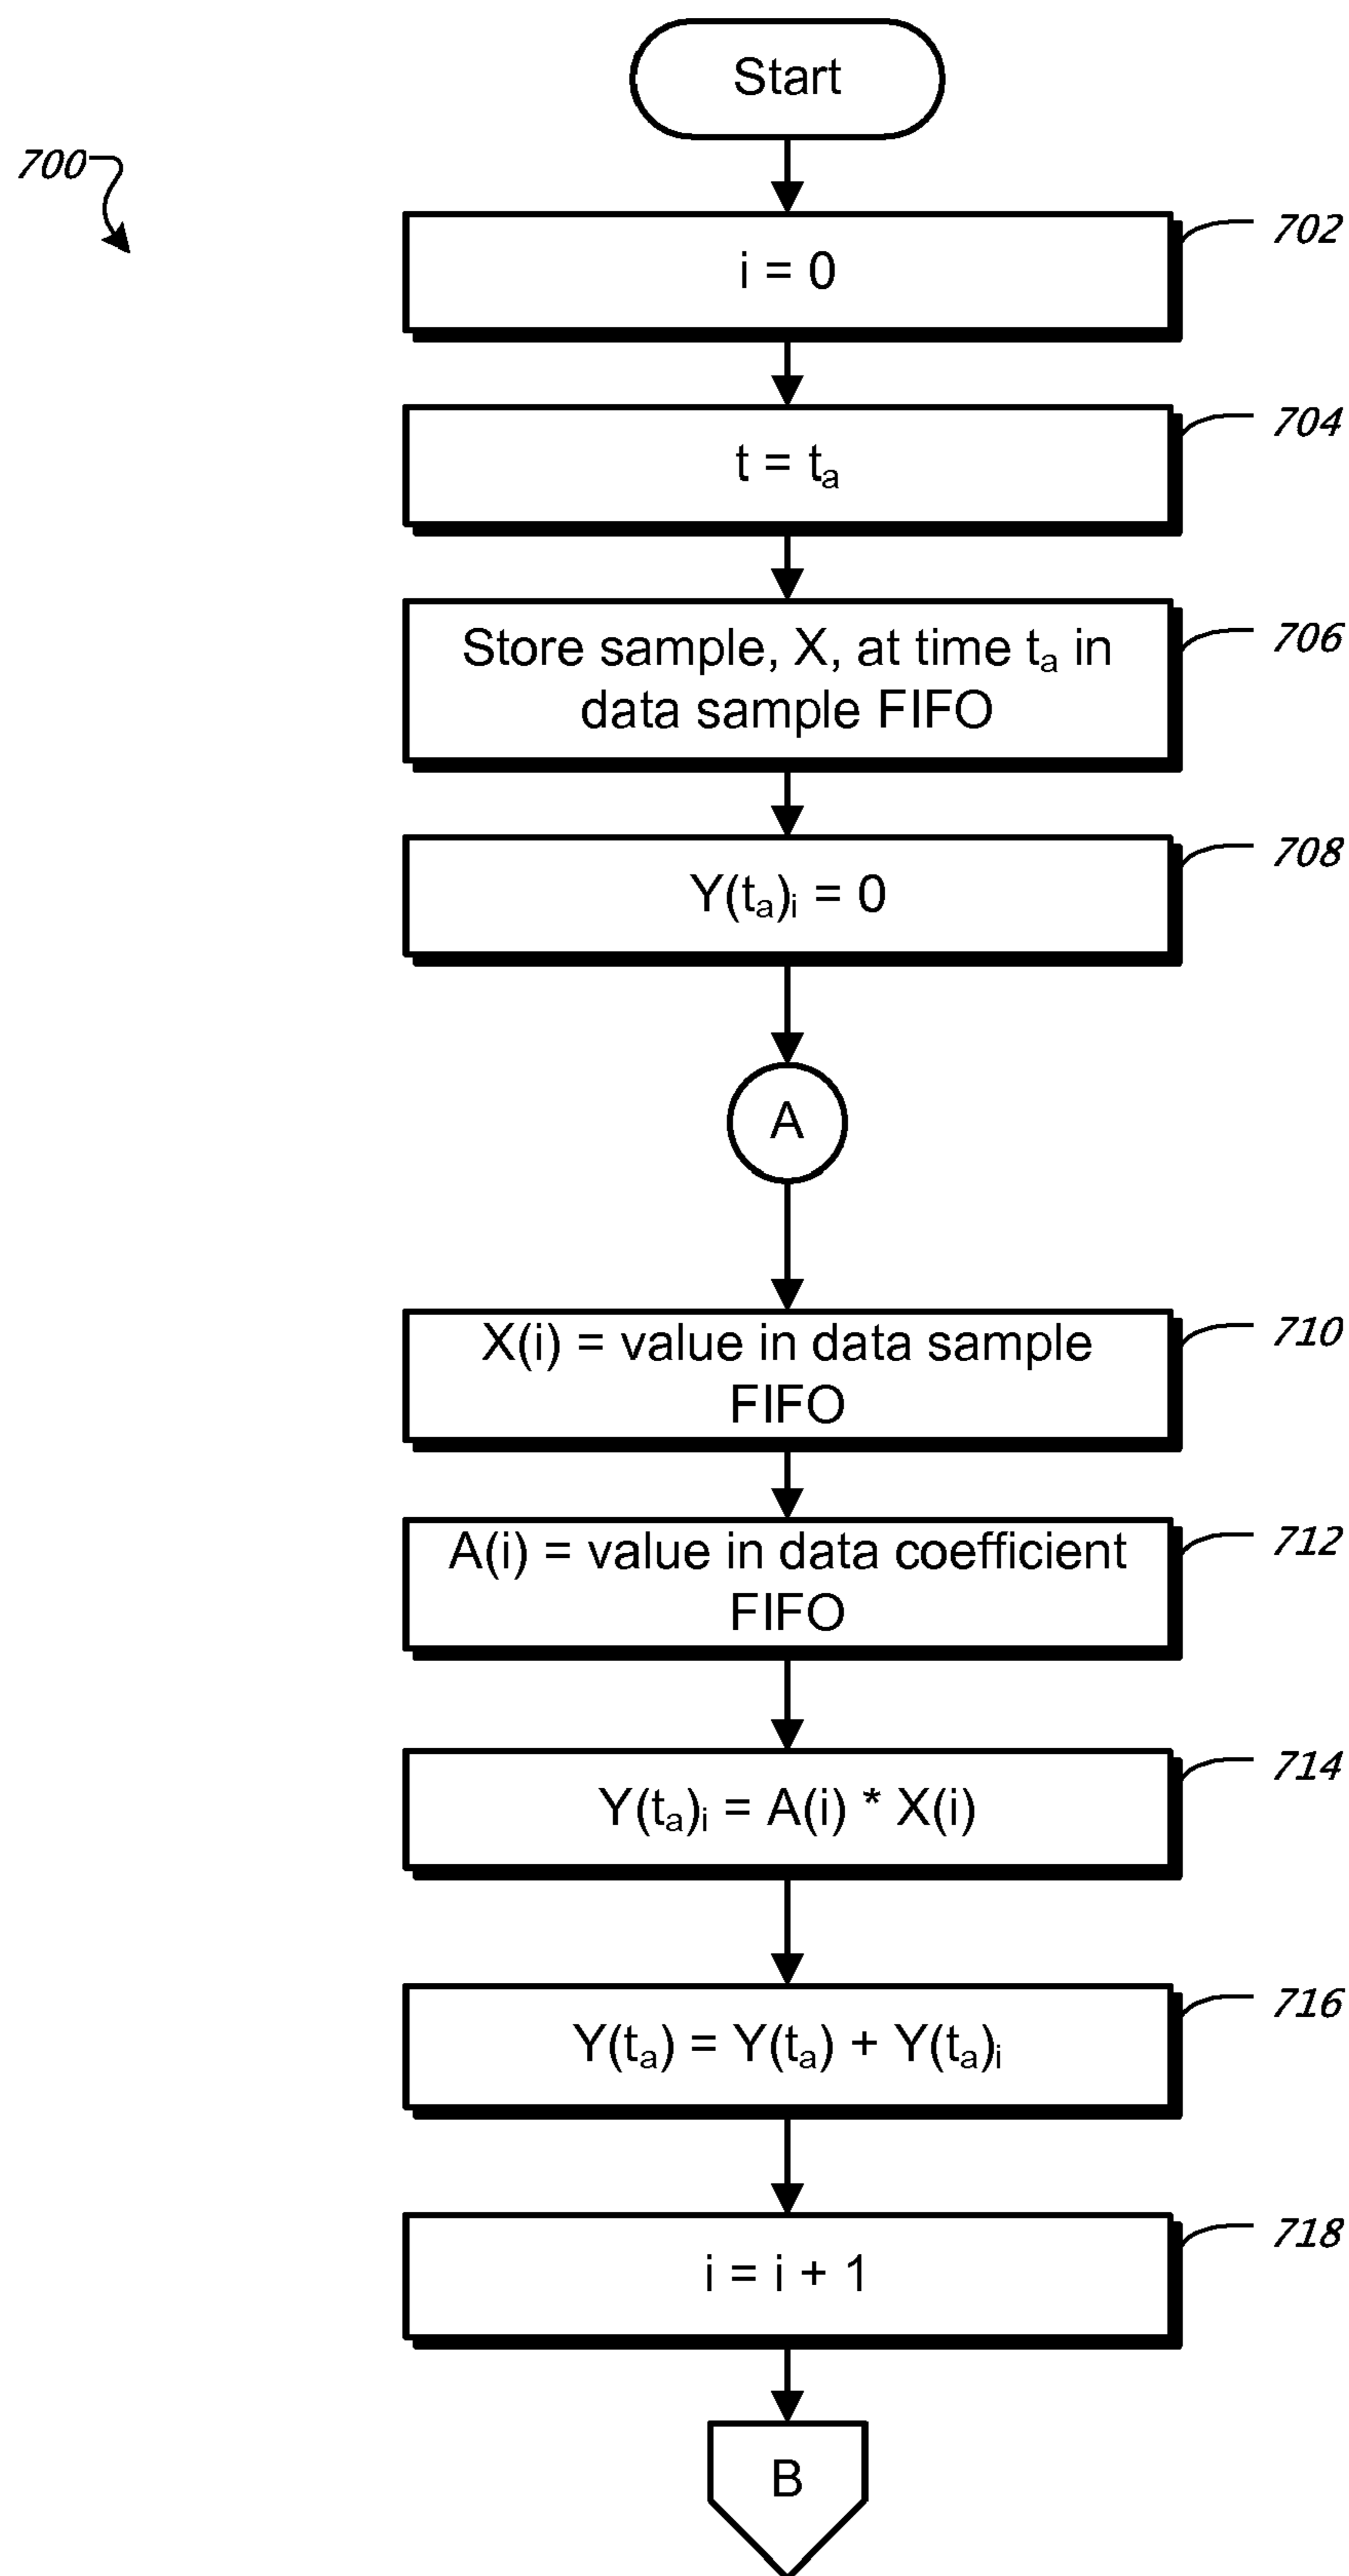 Start
700
702
i = 0
704
t = tₐ
706
Store sample, X, at time tₐ in
data sample FIFO
708
Y(tₐ)ᵢ = 0
A
710
X(i) = value in data sample
FIFO
712
A(i) = value in data coefficient
FIFO
714
Y(tₐ)ᵢ = A(i) * X(i)
716
Y(tₐ) = Y(tₐ) + Y(tₐ)ᵢ
718
i = i + 1
B